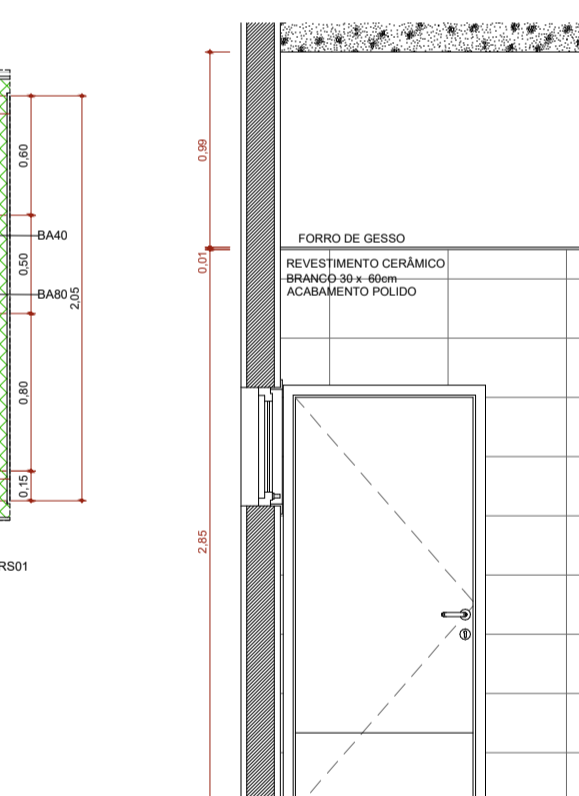 0,60
BA40
0,50
BA80
2,05
0,80
0,15
RS01
0,99
0,01
2,85
FORRO DE GESSO
REVESTIMENTO CERÂMICO
BRANCO 30 x 60cm
ACABAMENTO POLIDO